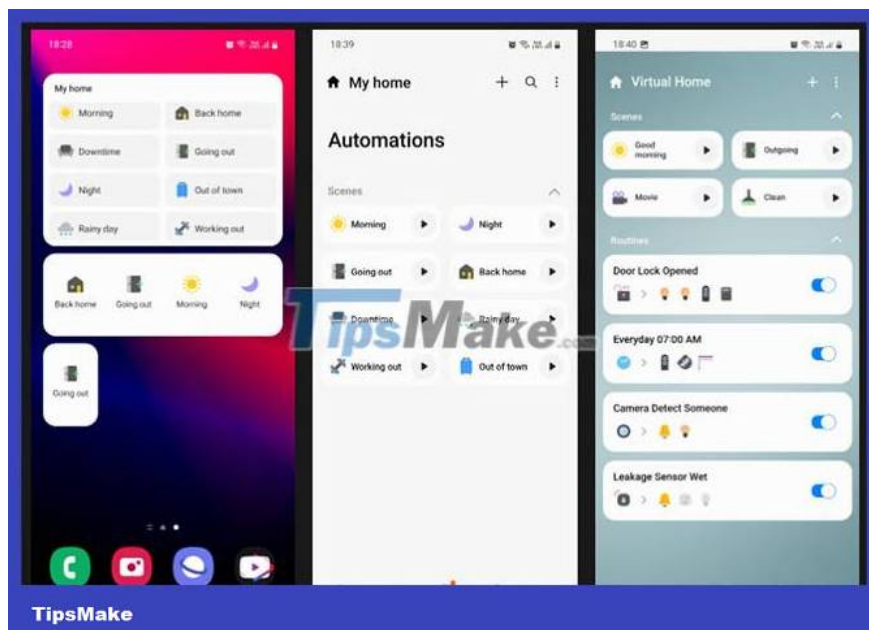 18:28
My home
Morning
Back home
Downtime
Going out
Night
Out of town
Rainy day
Working out
Back home
Going out
Morning
Night
Going out
18:39
My home
Automations
Scenes
Morning
Night
Going out
Back home
Downtime
Rainy day
Working out
Out of town
18:40
Virtual Home
Scenes
Good
morning
Outgoing
Movie
Clean
Routines
Door Lock Opened
Everyday 07:00 AM
Camera Detect Someone
Leakage Sensor Wet
TipsMake.com
TipsMake